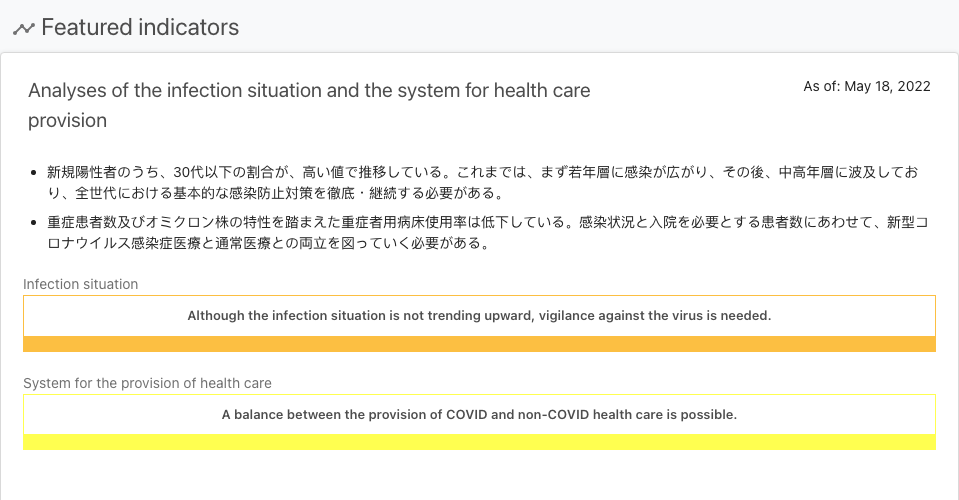 Featured indicators
Analyses of the infection situation and the system for health care
provision
As of: May 18, 2022
新規陽性者のうち、30代以下の割合が、高い値で推移している。これまでは、まず若年層に感染が広がり、その後、中高年層に波及してお
り、全世代における基本的な感染防止対策を徹底・継続する必要がある。
重症患者数及びオミクロン株の特性を踏まえた重症者用病床使用率は低下している。感染状況と入院を必要とする患者数にあわせて、新型コ
ロナウイルス感染症医療と通常医療との両立を図っていく必要がある。
Infection situation
Although the infection situation is not trending upward, vigilance against the virus is needed.
System for the provision of health care
A balance between the provision of COVID and non-COVID health care is possible.